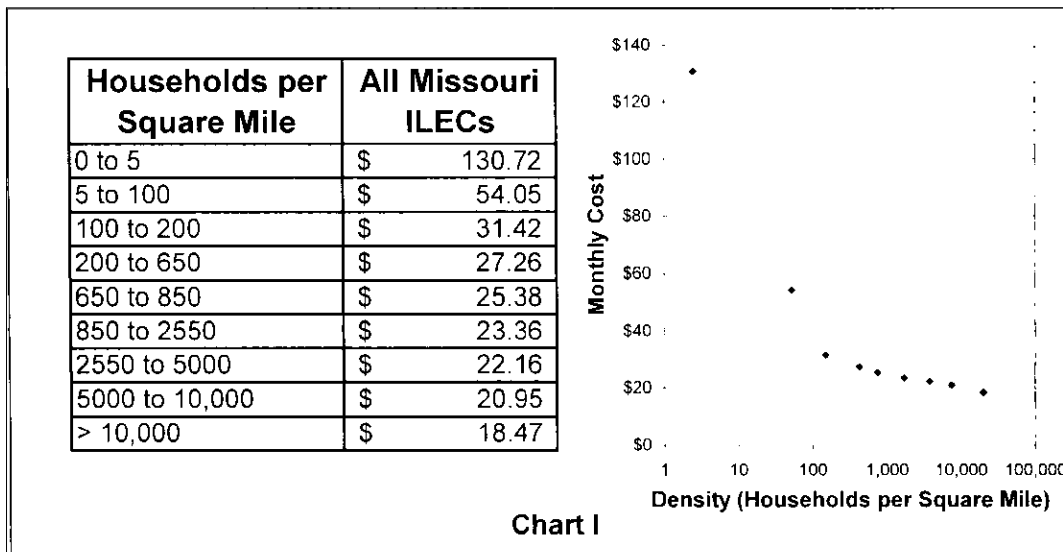 Households per Square Mile | All Missouri ILECs
0 to 5 | $ 130.72
5 to 100 | $ 54.05
100 to 200 | $ 31.42
200 to 650 | $ 27.26
650 to 850 | $ 25.38
850 to 2550 | $ 23.36
2550 to 5000 | $ 22.16
5000 to 10,000 | $ 20.95
> 10,000 | $ 18.47
Monthly Cost
$140
$120
$100
$80
$60
$40
$20
$0
1 10 100 1,000 10,000 100,000
Density (Households per Square Mile)
Chart I